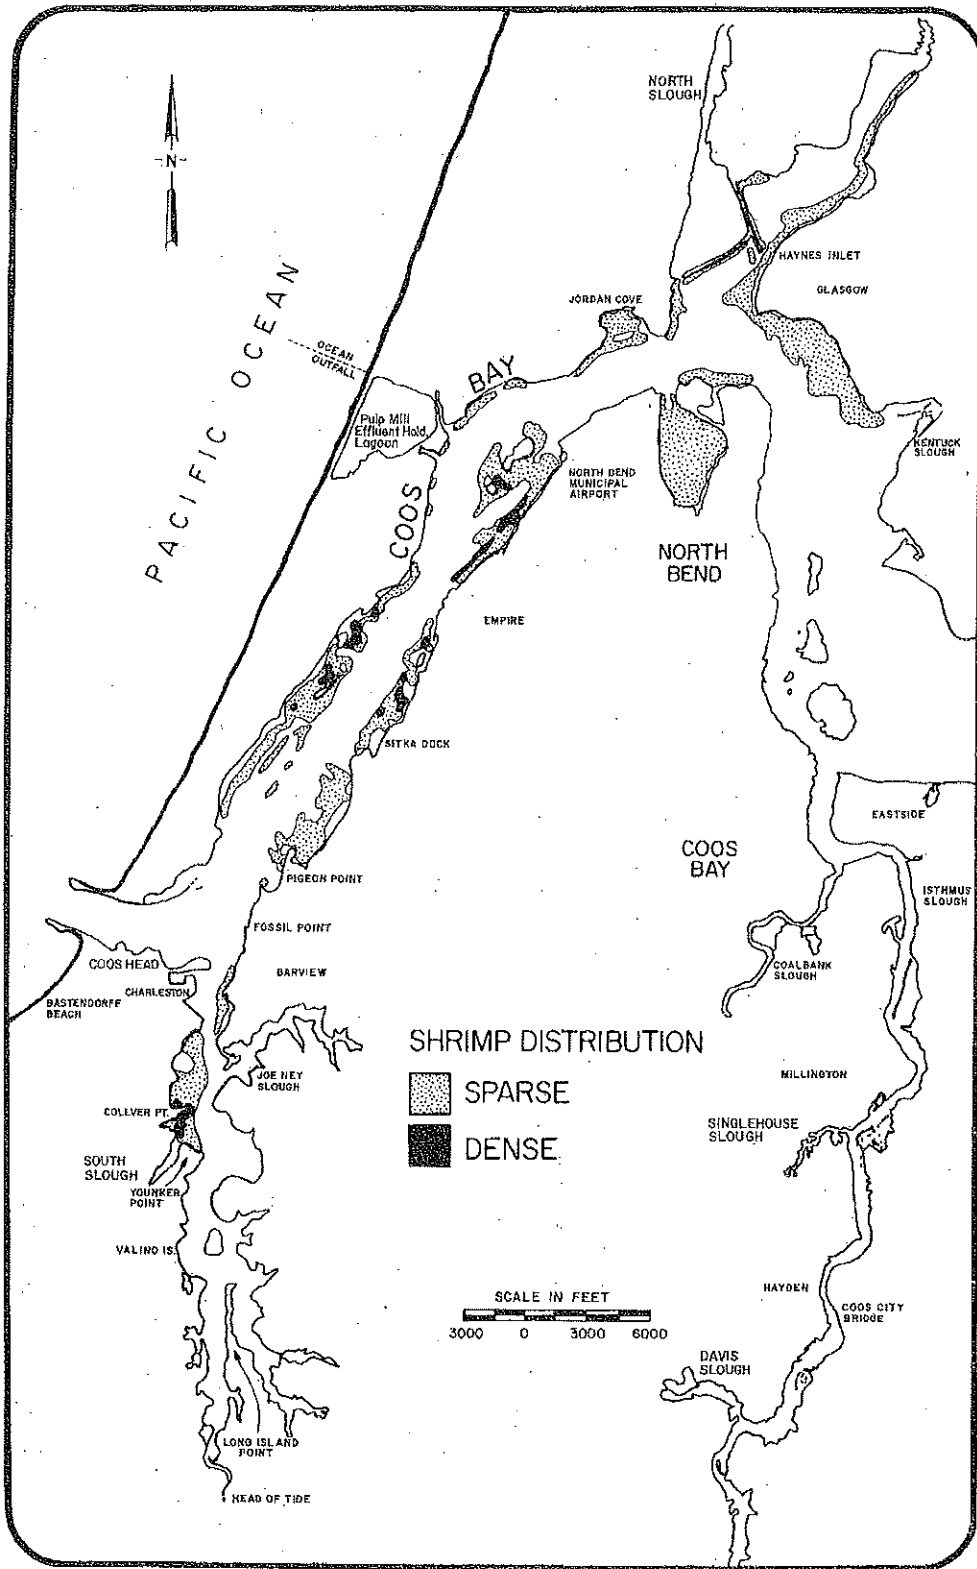 NORTH
SLOUGH
-N-
HAYNES INLET
GLASGOW
JORDAN COVE
PACIFIC OCEAN
OCEAN
OUTFALL
COOS BAY
Pulp Mill
Effluent Hold.
Lagoon
KENTUCK
SLOUGH
NORTH BEND
MUNICIPAL
AIRPORT
NORTH
BEND
EMPIRE
SITKA DOCK
EASTSIDE
COOS
BAY
PIGEON POINT
ISTHMUS
SLOUGH
FOSSIL POINT
COALBANK
SLOUGH
COOS HEAD
BARVIEW
CHARLESTON
BASTENDORFF
BEACH
SHRIMP DISTRIBUTION
SPARSE
DENSE
JOE NEY
SLOUGH
MILLINGTON
COLLVER PT.
SINGLEHOUSE
SLOUGH
SOUTH
SLOUGH
YOUNKER
POINT
VALINO IS.
HAYDEN
COOS CITY
BRIDGE
SCALE IN FEET
3000 0 3000 6000
DAVIS
SLOUGH
LONG ISLAND
POINT
HEAD OF TIDE